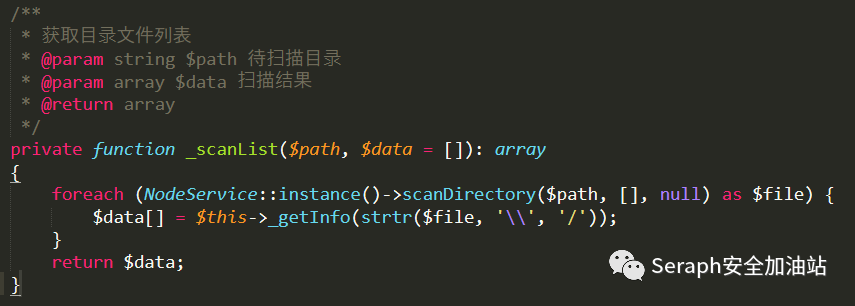 /**
 * 获取目录文件列表
 * @param string $path 待扫描目录
 * @param array $data 扫描结果
 * @return array
 */
private function _scanList($path, $data = []): array
{
    foreach (NodeService::instance()->scanDirectory($path, [], null) as $file) {
        $data[] = $this->_getInfo(strtr($file, '\\', '/'));
    }
    return $data;
}
Seraph安全加油站